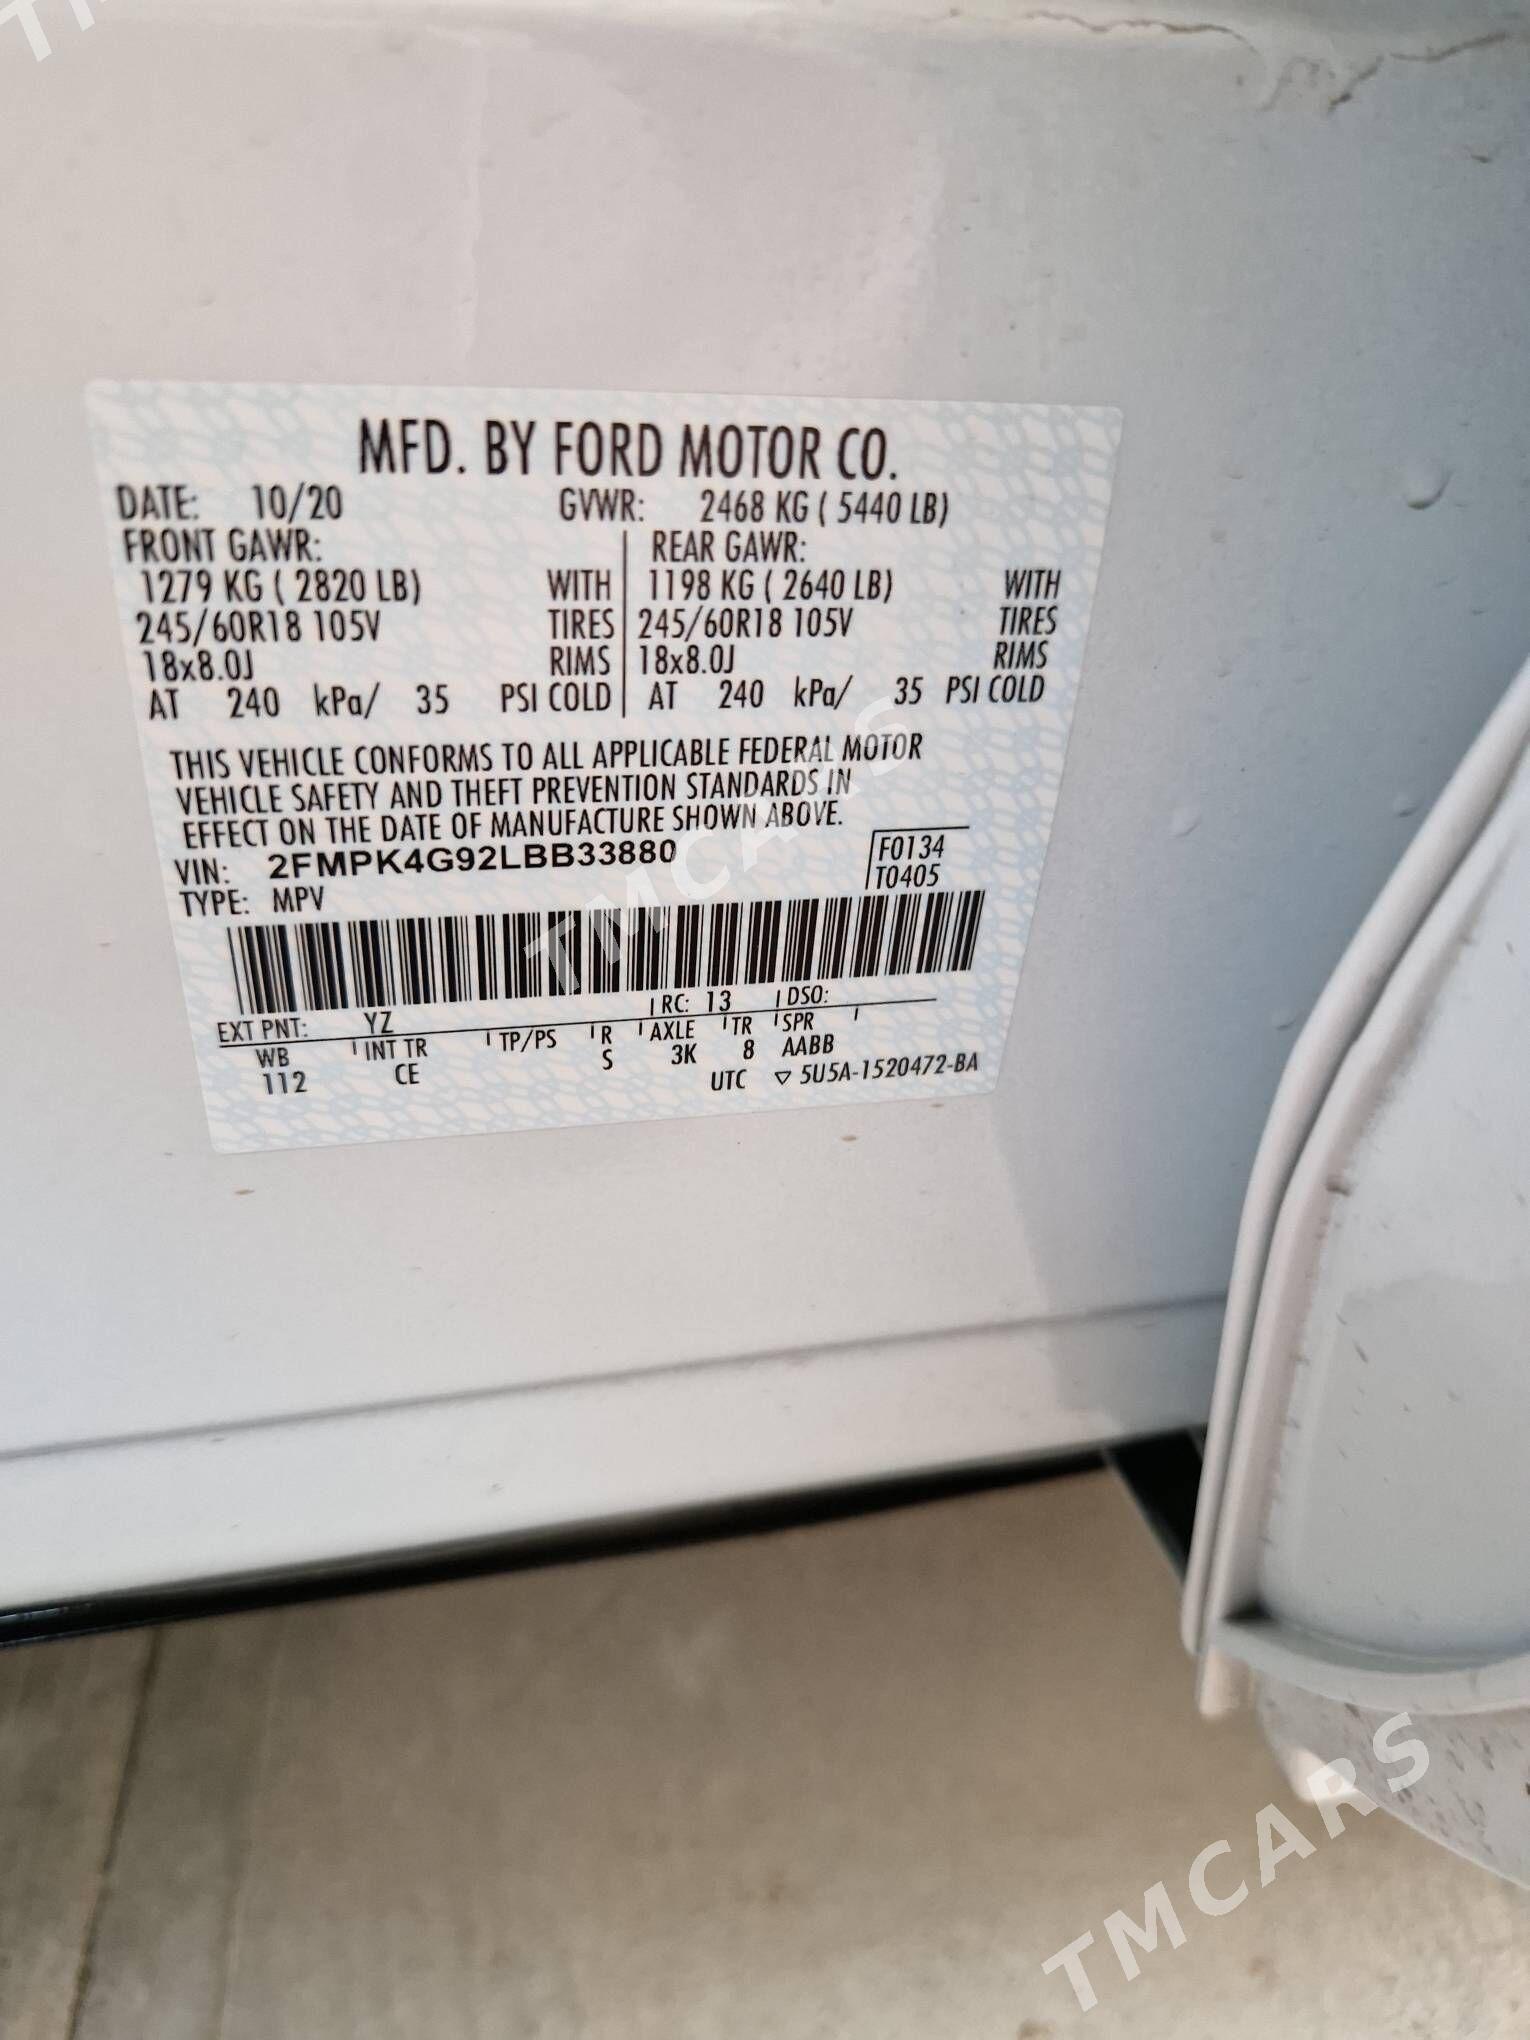 MFD. BY FORD MOTOR CO.
DATE: 10/20 GVWR: 2468 KG ( 5440 LB)
FRONT GAWR: REAR GAWR:
1279 KG ( 2820 LB) WITH 1198 KG ( 2640 LB) WITH
245/60R18 105V TIRES 245/60R18 105V TIRES
18x8.0J RIMS 18x8.0J RIMS
AT 240 kPa/ 35 PSI COLD AT 240 kPa/ 35 PSI COLD
THIS VEHICLE CONFORMS TO ALL APPLICABLE FEDERAL MOTOR
VEHICLE SAFETY AND THEFT PREVENTION STANDARDS IN
EFFECT ON THE DATE OF MANUFACTURE SHOWN ABOVE.
VIN: 2FMPK4G92LBB33880 F0134
TYPE: MPV T0405
EXT PNT: YZ RC: 13 DSO:
WB INT TR TP/PS R AXLE TR SPR
112 CE S 3K 8 AABB
UTC ▽ 5U5A-1520472-BA
TMCARS
TMCARS